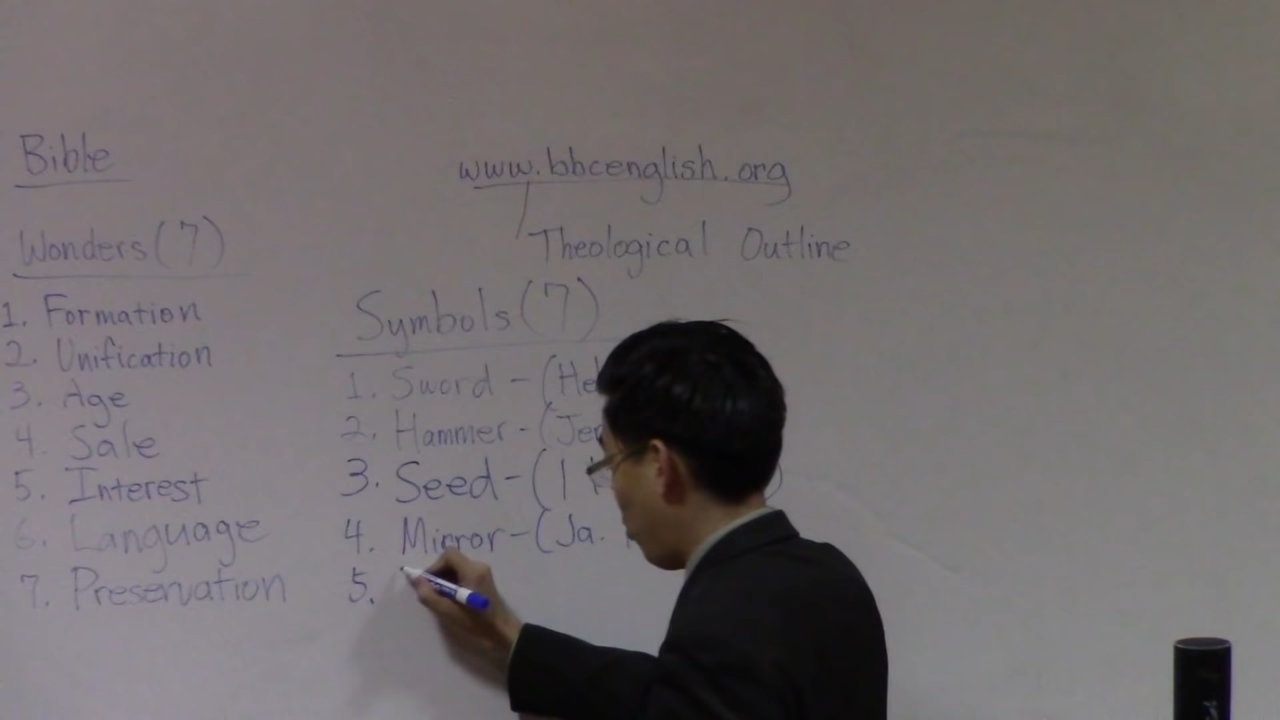 Bible
www.bbcenglish.org
Wonders (7)
Theological Outline
1. Formation
2. Unification
3. Age
4. Sale
5. Interest
6. Language
7. Preservation
Symbols (7)
1. Sword - (He
2. Hammer - (Jer
3. Seed - (1
4. Mirror - (Ja.
5.